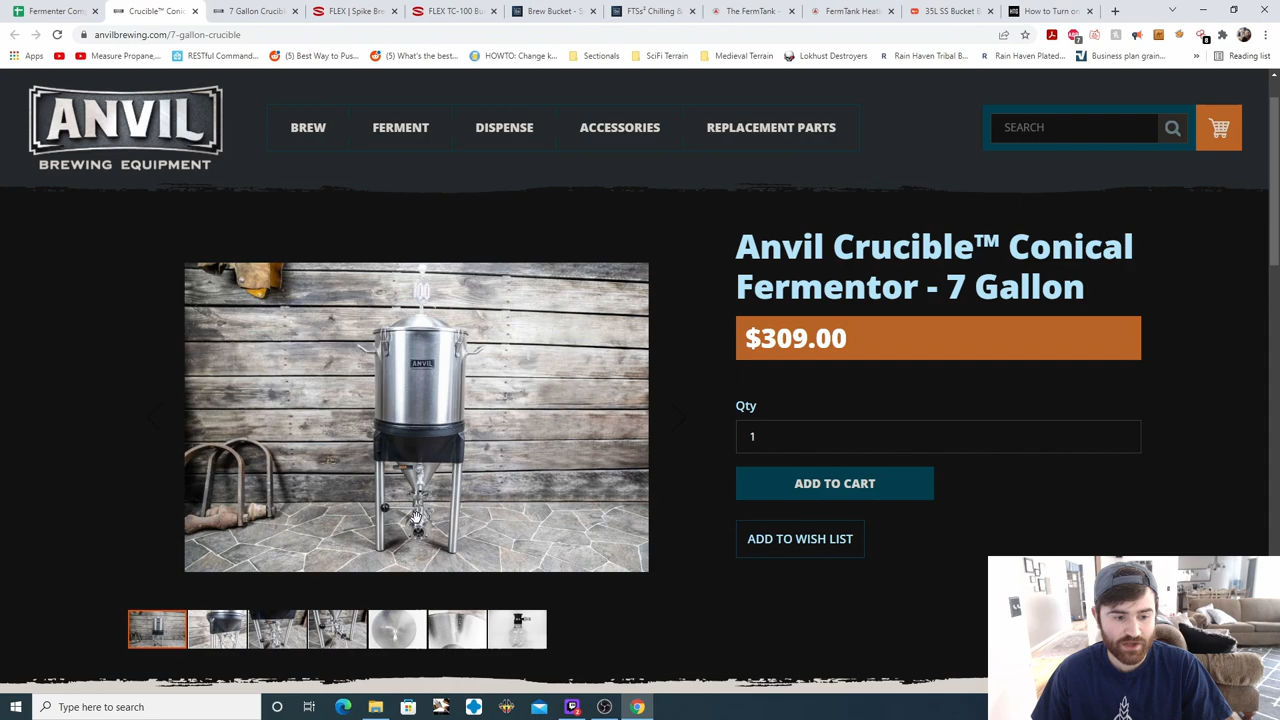 Fermenter Comp
Crucible™ Conic
7 Gallon Crucibl
FLEX | Spike Bre
FLEX TC-100 Bu
Brew Bucket - S
FTSs² Chilling &
The FermTank -
FermTank Heati
35L SS Bucket B
How to Turn on
anvilbrewing.com/7-gallon-crucible
Apps
Measure Propane,...
RESTful Command...
(5) Best Way to Pus...
(5) What's the best...
HOWTO: Change k...
Sectionals
SciFi Terrain
Medieval Terrain
Lokhust Destroyers
Rain Haven Tribal B...
Rain Haven Plated...
Business plan grain...
»
Reading list
ANVIL
BREWING EQUIPMENT
BREW
FERMENT
DISPENSE
ACCESSORIES
REPLACEMENT PARTS
SEARCH
Anvil Crucible™ Conical
Fermentor - 7 Gallon
$309.00
Qty
1
ADD TO CART
ADD TO WISH LIST
ANVIL
Type here to search